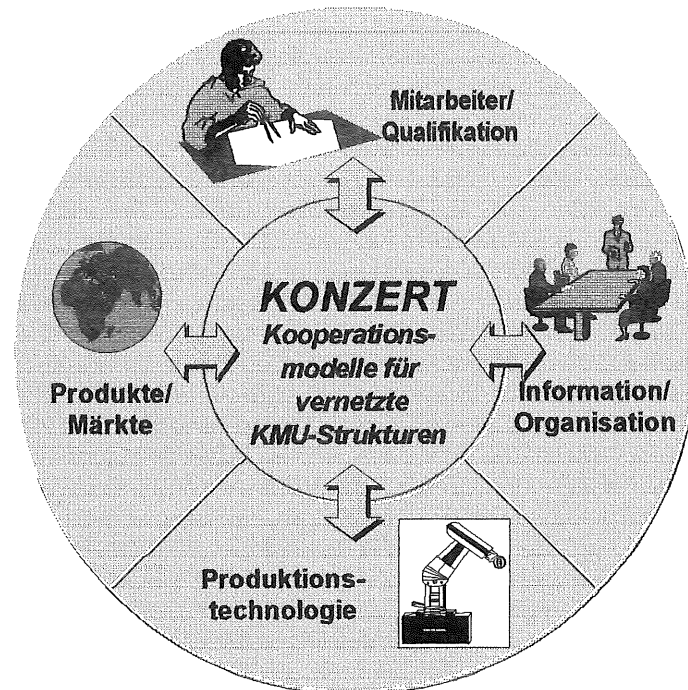 Mitarbeiter/
Qualifikation
KONZERT
Kooperations-
modelle für
vernetzte
KMU-Strukturen
Produkte/
Märkte
Information/
Organisation
Produktions-
technologie